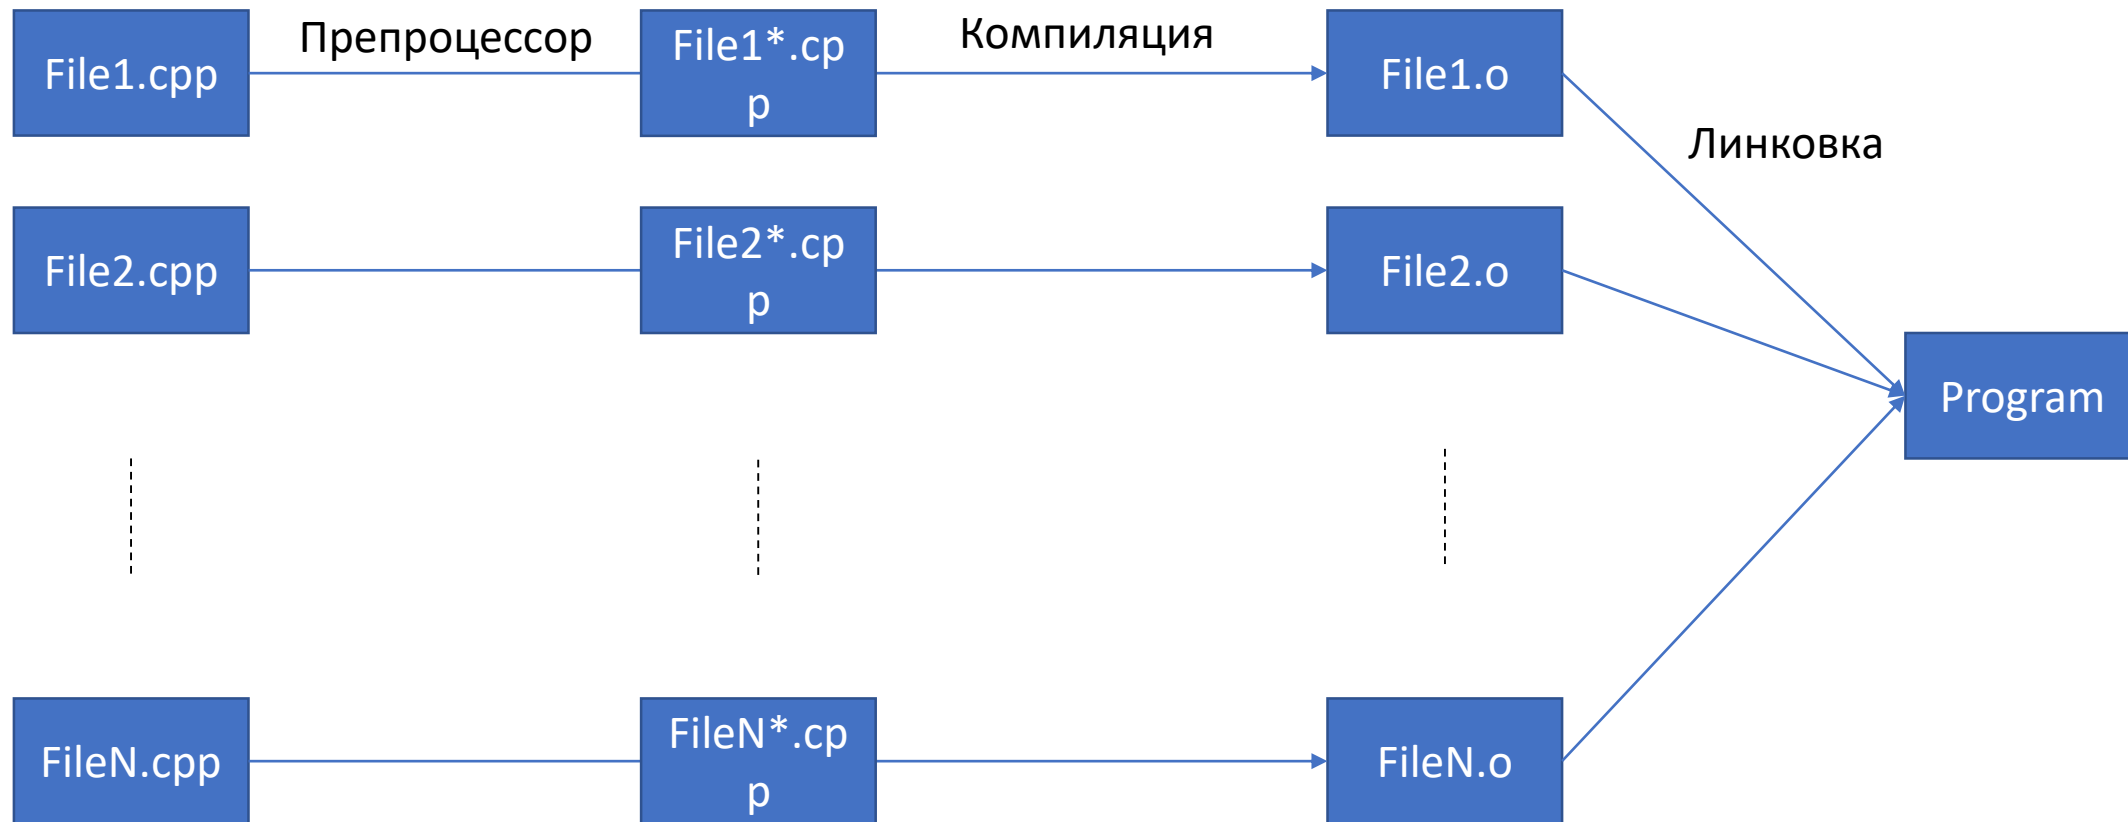 Препроцессор
Компиляция
File1.cpp
File1*.cp
p
File1.o
Линковка
File2.cpp
File2*.cp
p
File2.o
Program
FileN.cpp
FileN*.cp
p
FileN.o